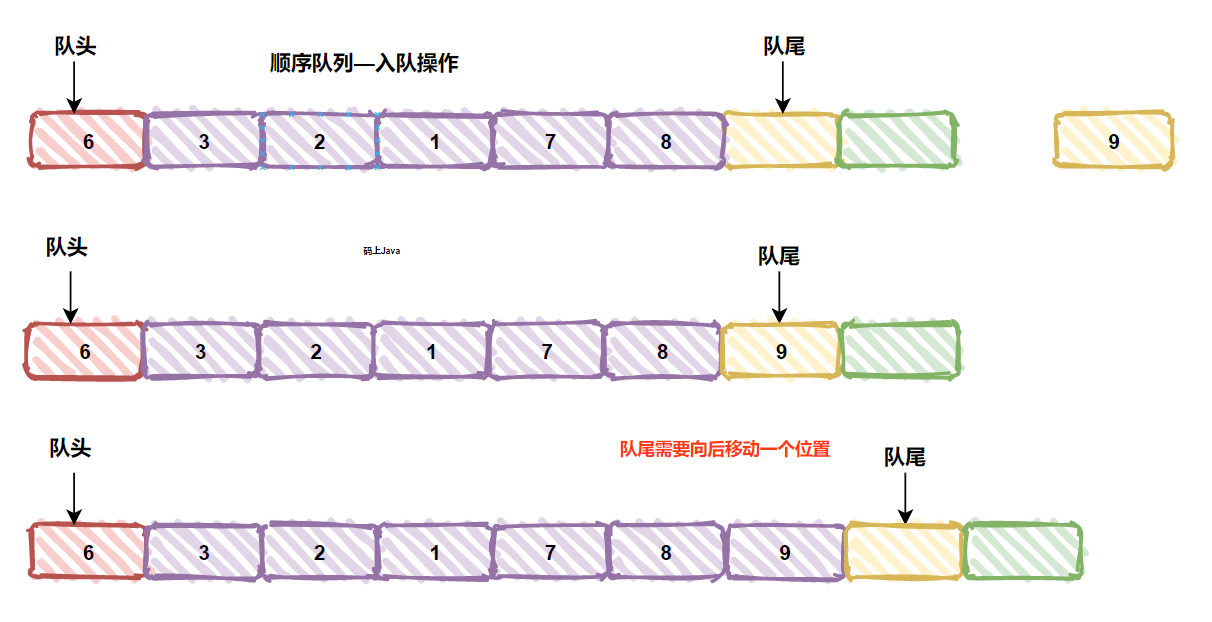 队头
顺序队列—入队操作
队尾
6 3 2 1 7 8 9
队头
码上Java
队尾
6 3 2 1 7 8 9
队头
队尾需要向后移动一个位置
队尾
6 3 2 1 7 8 9